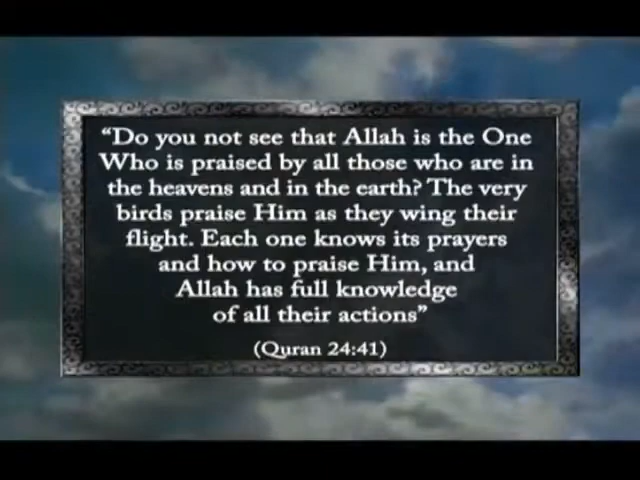 “Do you not see that Allah is the One
Who is praised by all those who are in
the heavens and in the earth? The very
birds praise Him as they wing their
flight. Each one knows its prayers
and how to praise Him, and
Allah has full knowledge
of all their actions”
(Quran 24:41)